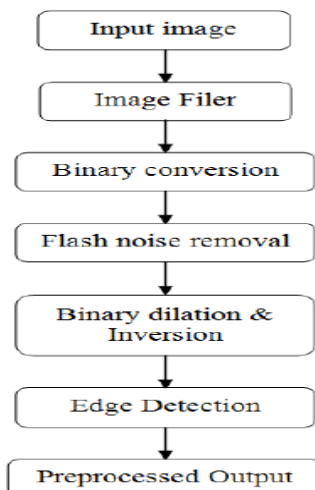 Input image
Image Filer
Binary conversion
Flash noise removal
Binary dilation &
Inversion
Edge Detection
Preprocessed Output